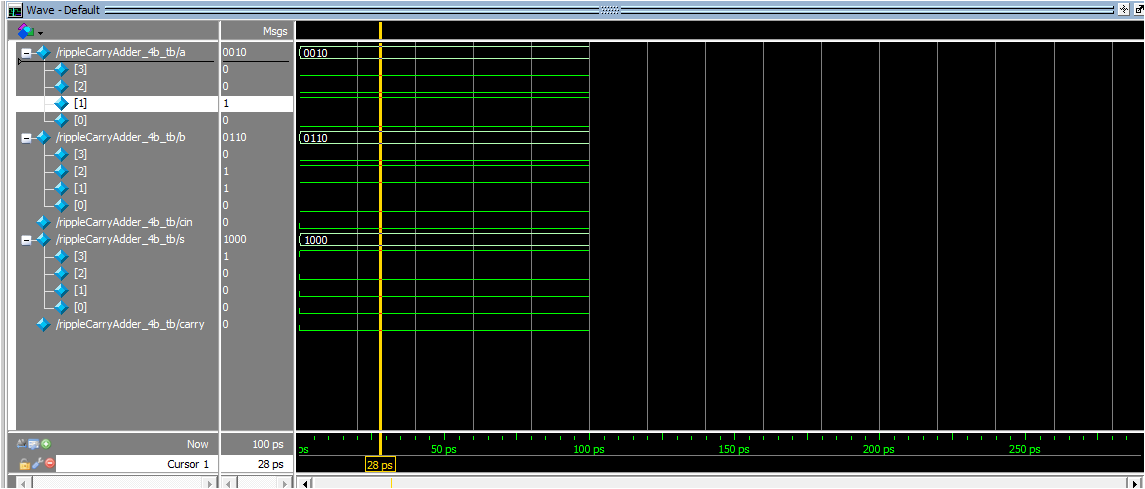 Wave - Default
Msgs
/rippleCarryAdder_4b_tb/a 0010 0010
[3] 0
[2] 0
[1] 1
[0] 0
/rippleCarryAdder_4b_tb/b 0110 0110
[3] 0
[2] 1
[1] 1
[0] 0
/rippleCarryAdder_4b_tb/cin 0
/rippleCarryAdder_4b_tb/s 1000 1000
[3] 1
[2] 0
[1] 0
[0] 0
/rippleCarryAdder_4b_tb/carry 0
Now 100 ps ps 50 ps 100 ps 150 ps 200 ps 250 ps
Cursor 1 28 ps 28 ps